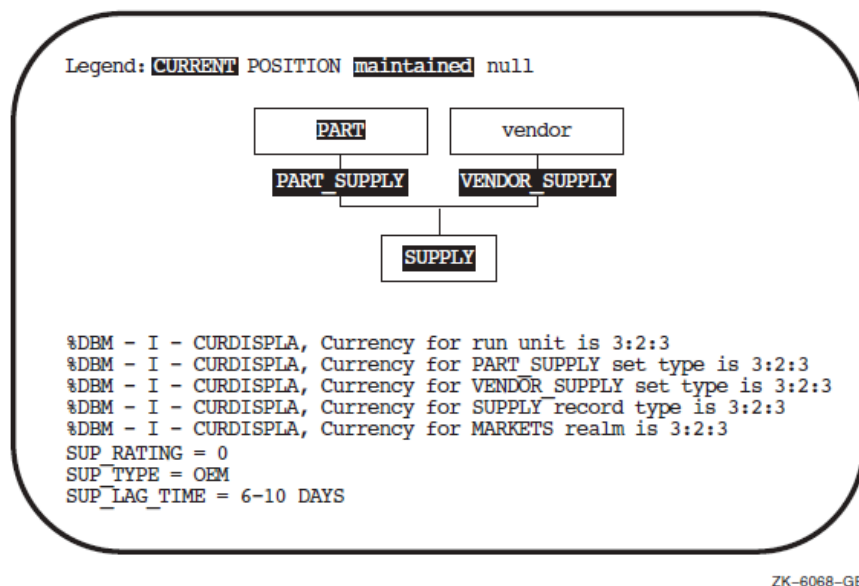 Legend: CURRENT POSITION maintained null
PART vendor
PART_SUPPLY VENDOR_SUPPLY
SUPPLY
%DBM - I - CURDISPLA, Currency for run unit is 3:2:3
%DBM - I - CURDISPLA, Currency for PART_SUPPLY set type is 3:2:3
%DBM - I - CURDISPLA, Currency for VENDOR_SUPPLY set type is 3:2:3
%DBM - I - CURDISPLA, Currency for SUPPLY record type is 3:2:3
%DBM - I - CURDISPLA, Currency for MARKETS realm is 3:2:3
SUP_RATING = 0
SUP_TYPE = OEM
SUP_LAG_TIME = 6-10 DAYS
ZK-6068-GE